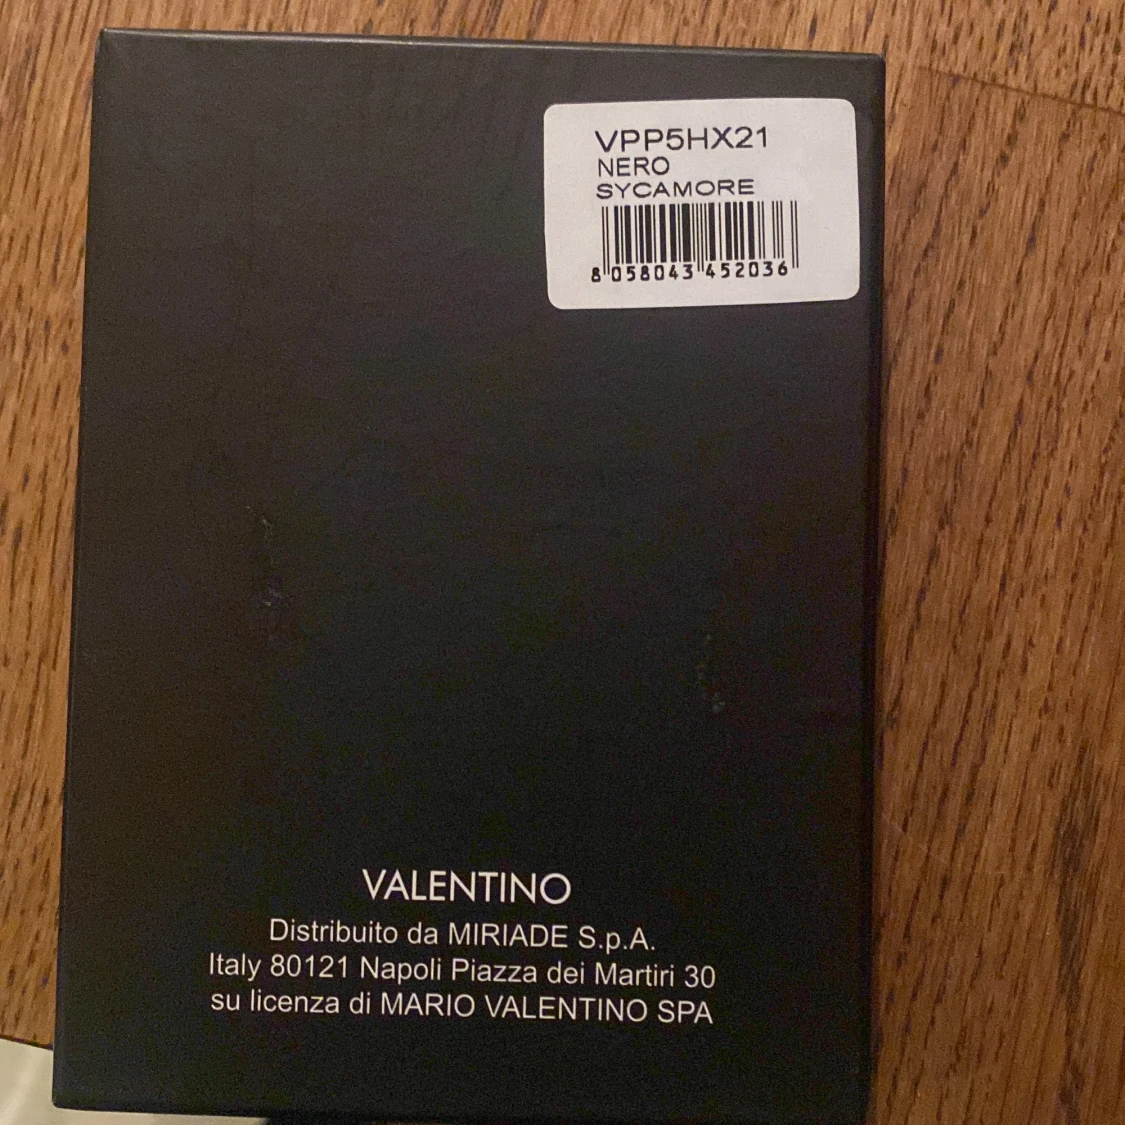 VPP5HX21
NERO
SYCAMORE
8 058043 452036
VALENTINO
Distribuito da MIRIADE S.p.A.
Italy 80121 Napoli Piazza dei Martiri 30
su licenza di MARIO VALENTINO SPA